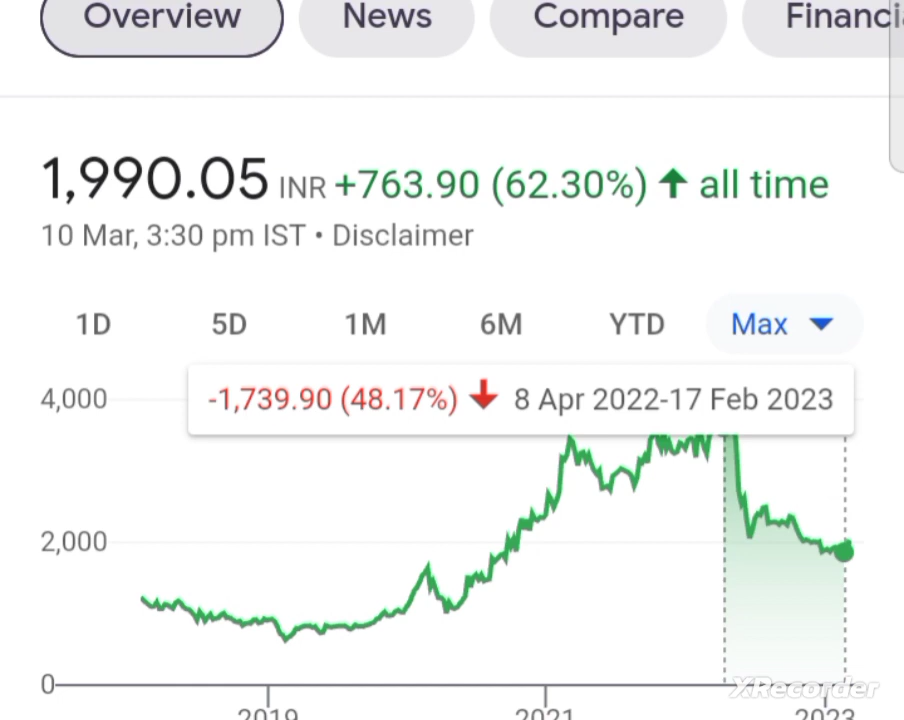 Overview News Compare Financi
1,990.05 INR +763.90 (62.30%) ↑ all time
10 Mar, 3:30 pm IST • Disclaimer
1D 5D 1M 6M YTD Max
4,000
-1,739.90 (48.17%) ↓ 8 Apr 2022-17 Feb 2023
2,000
0
XRecorder
2019 2021 2023